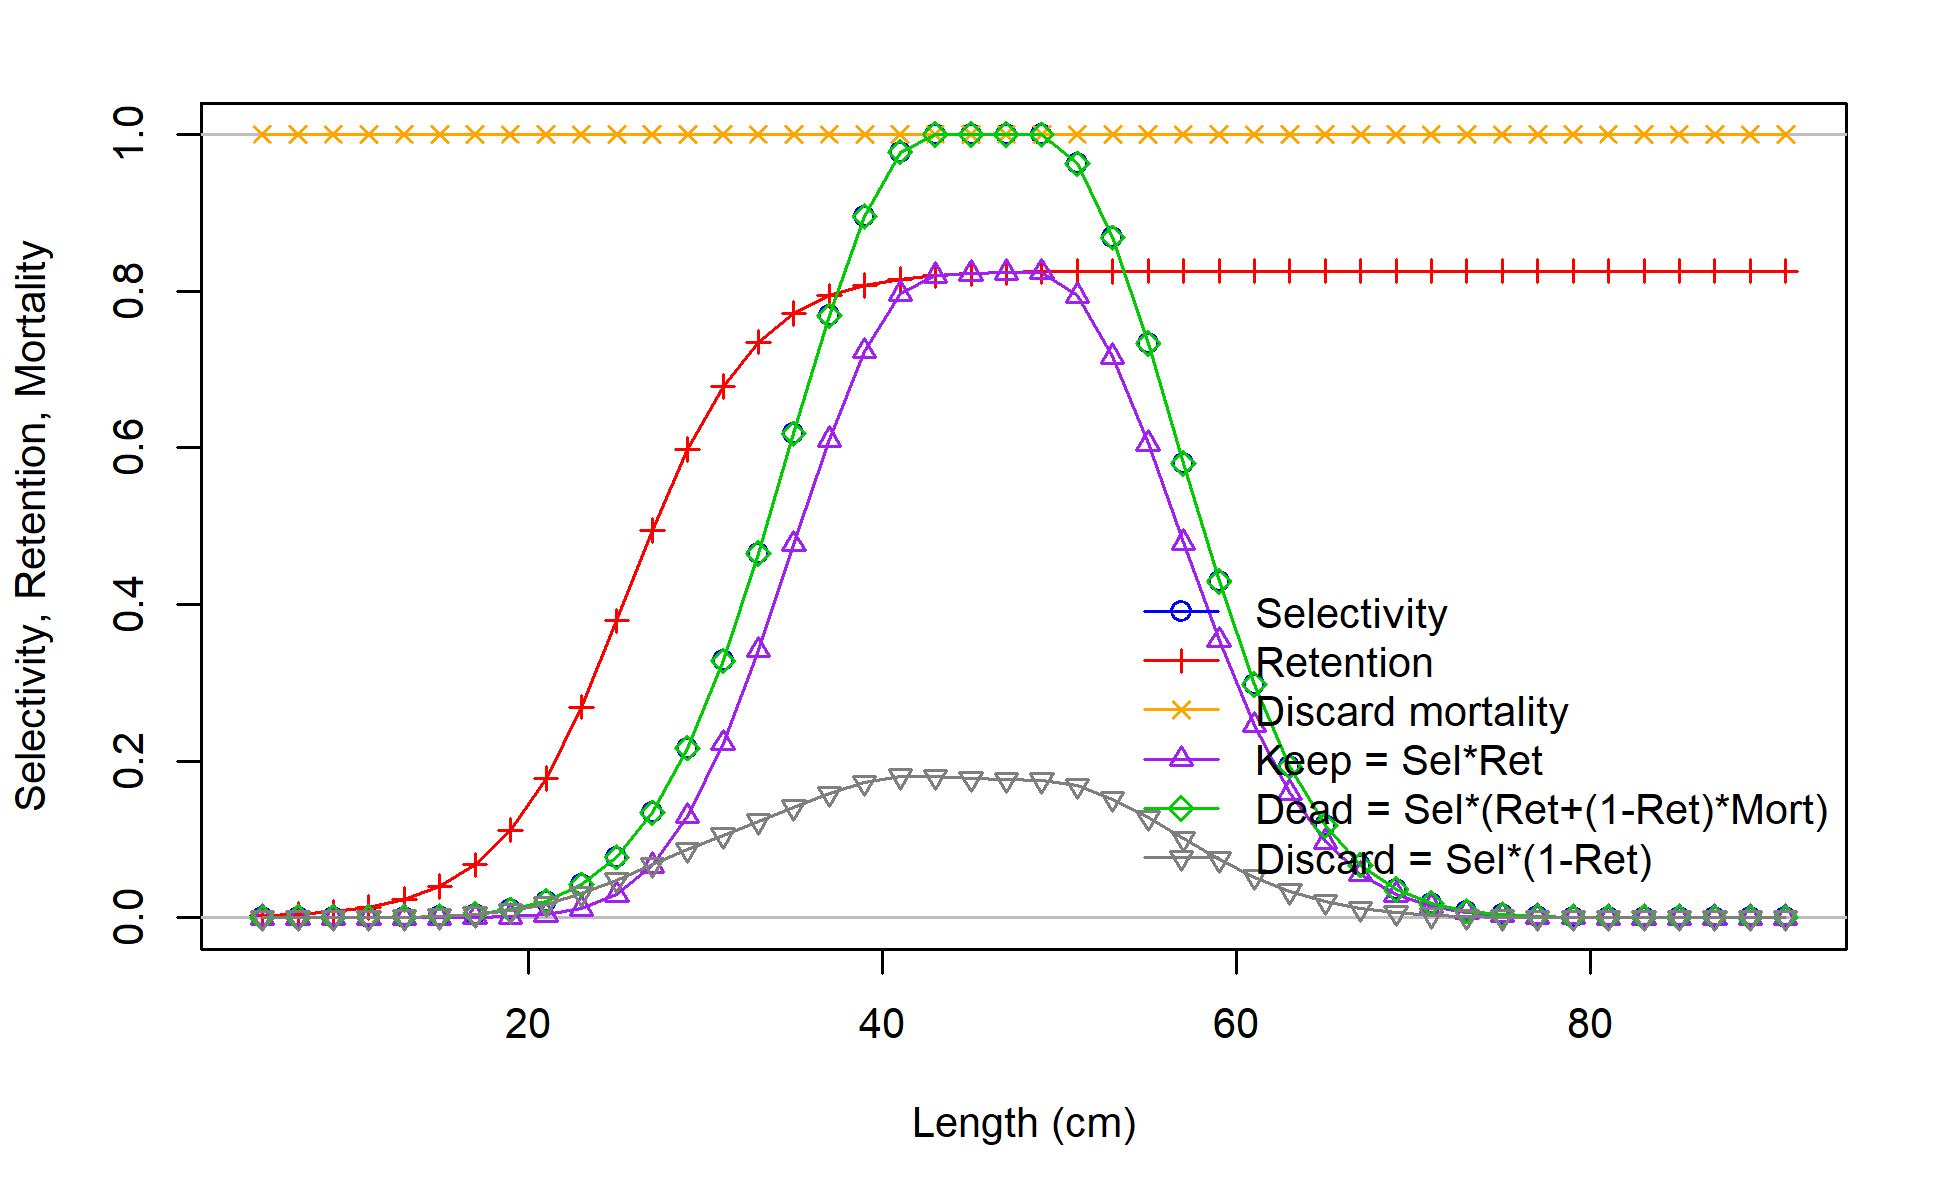 Selectivity, Retention, Mortality
1.0
0.8
0.6
0.4
0.2
0.0
Selectivity
Retention
Discard mortality
Keep = Sel*Ret
Dead = Sel*(Ret+(1-Ret)*Mort)
Discard = Sel*(1-Ret)
20 40 60 80
Length (cm)